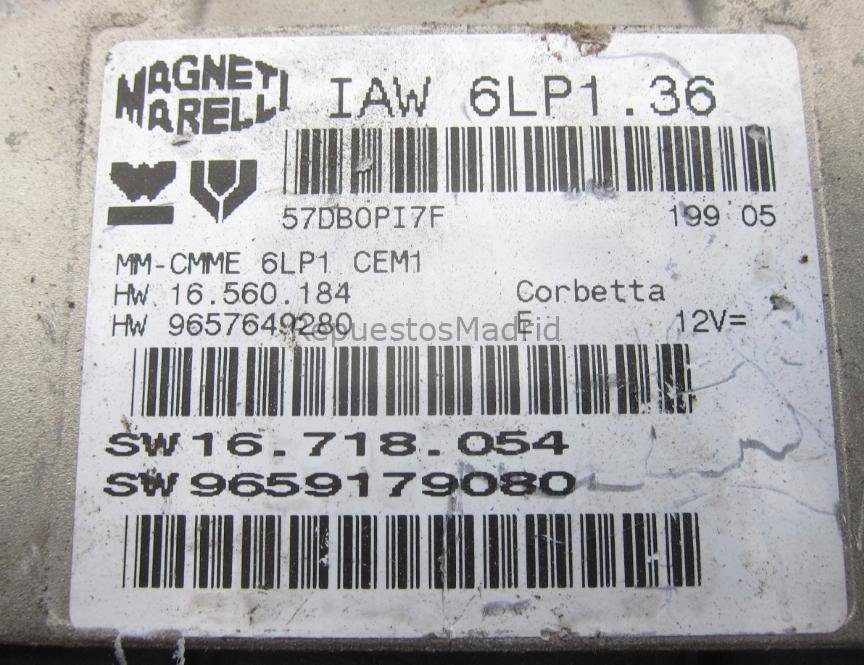 MAGNETI
MARELLI
IAW 6LP1.36
57DB0PI7F 199 05
MM-CMME 6LP1 CEM1
HW 16.560.184 Corbetta
HW 9657649280 E 12V=
RepuestosMadrid
SW 16.718.054
SW 9659179080